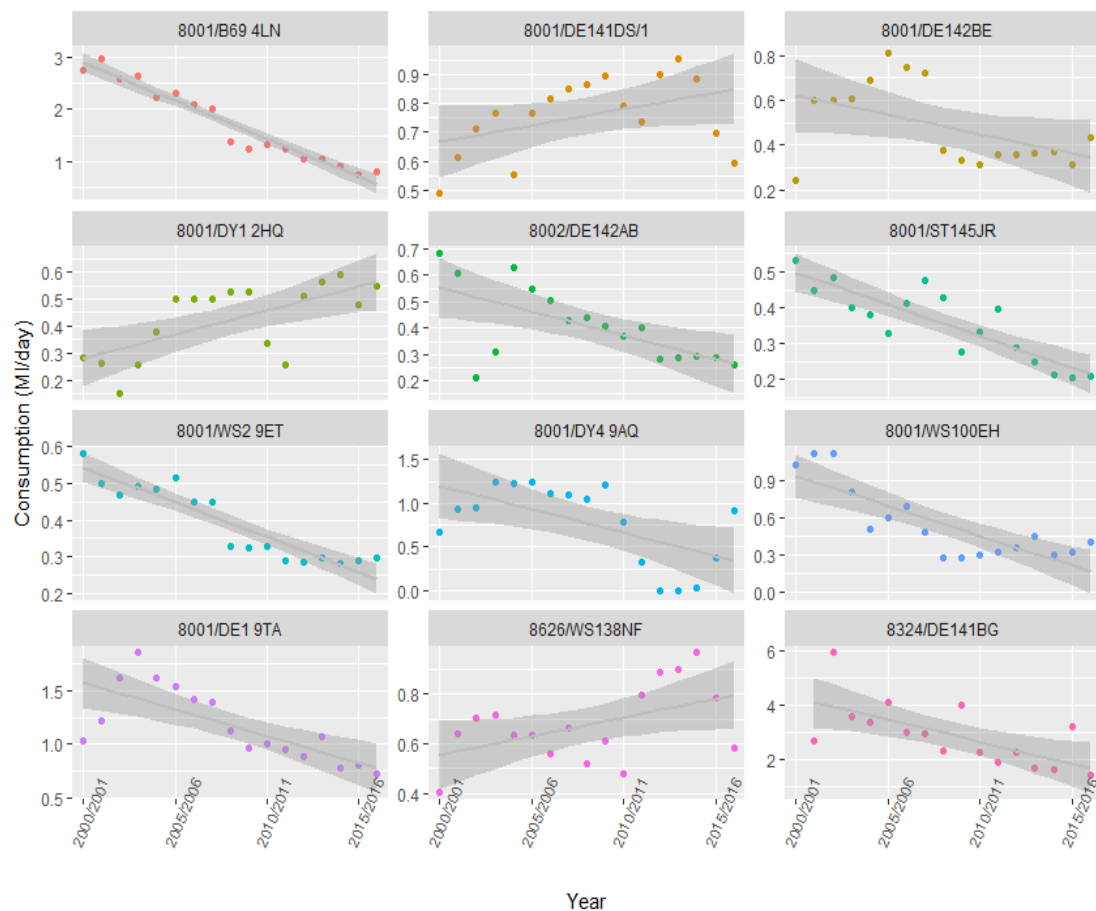 8001/B69 4LN 8001/DE141DS/1 8001/DE142BE
3 2 1
0.9 0.8 0.7 0.6 0.5
0.8 0.6 0.4 0.2
8001/DY1 2HQ 8002/DE142AB 8001/ST145JR
0.6 0.5 0.4 0.3 0.2
0.7 0.6 0.5 0.4 0.3 0.2
0.5 0.4 0.3 0.2
Consumption (Ml/day)
8001/WS2 9ET 8001/DY4 9AQ 8001/WS100EH
0.6 0.5 0.4 0.3 0.2
1.5 1.0 0.5 0.0
0.9 0.6 0.3 0.0
8001/DE1 9TA 8626/WS138NF 8324/DE141BG
1.5 1.0 0.5
0.8 0.6 0.4
6 4 2
2000/2001 2005/2006 2010/2011 2015/2016
2000/2001 2005/2006 2010/2011 2015/2016
2000/2001 2005/2006 2010/2011 2015/2016
Year